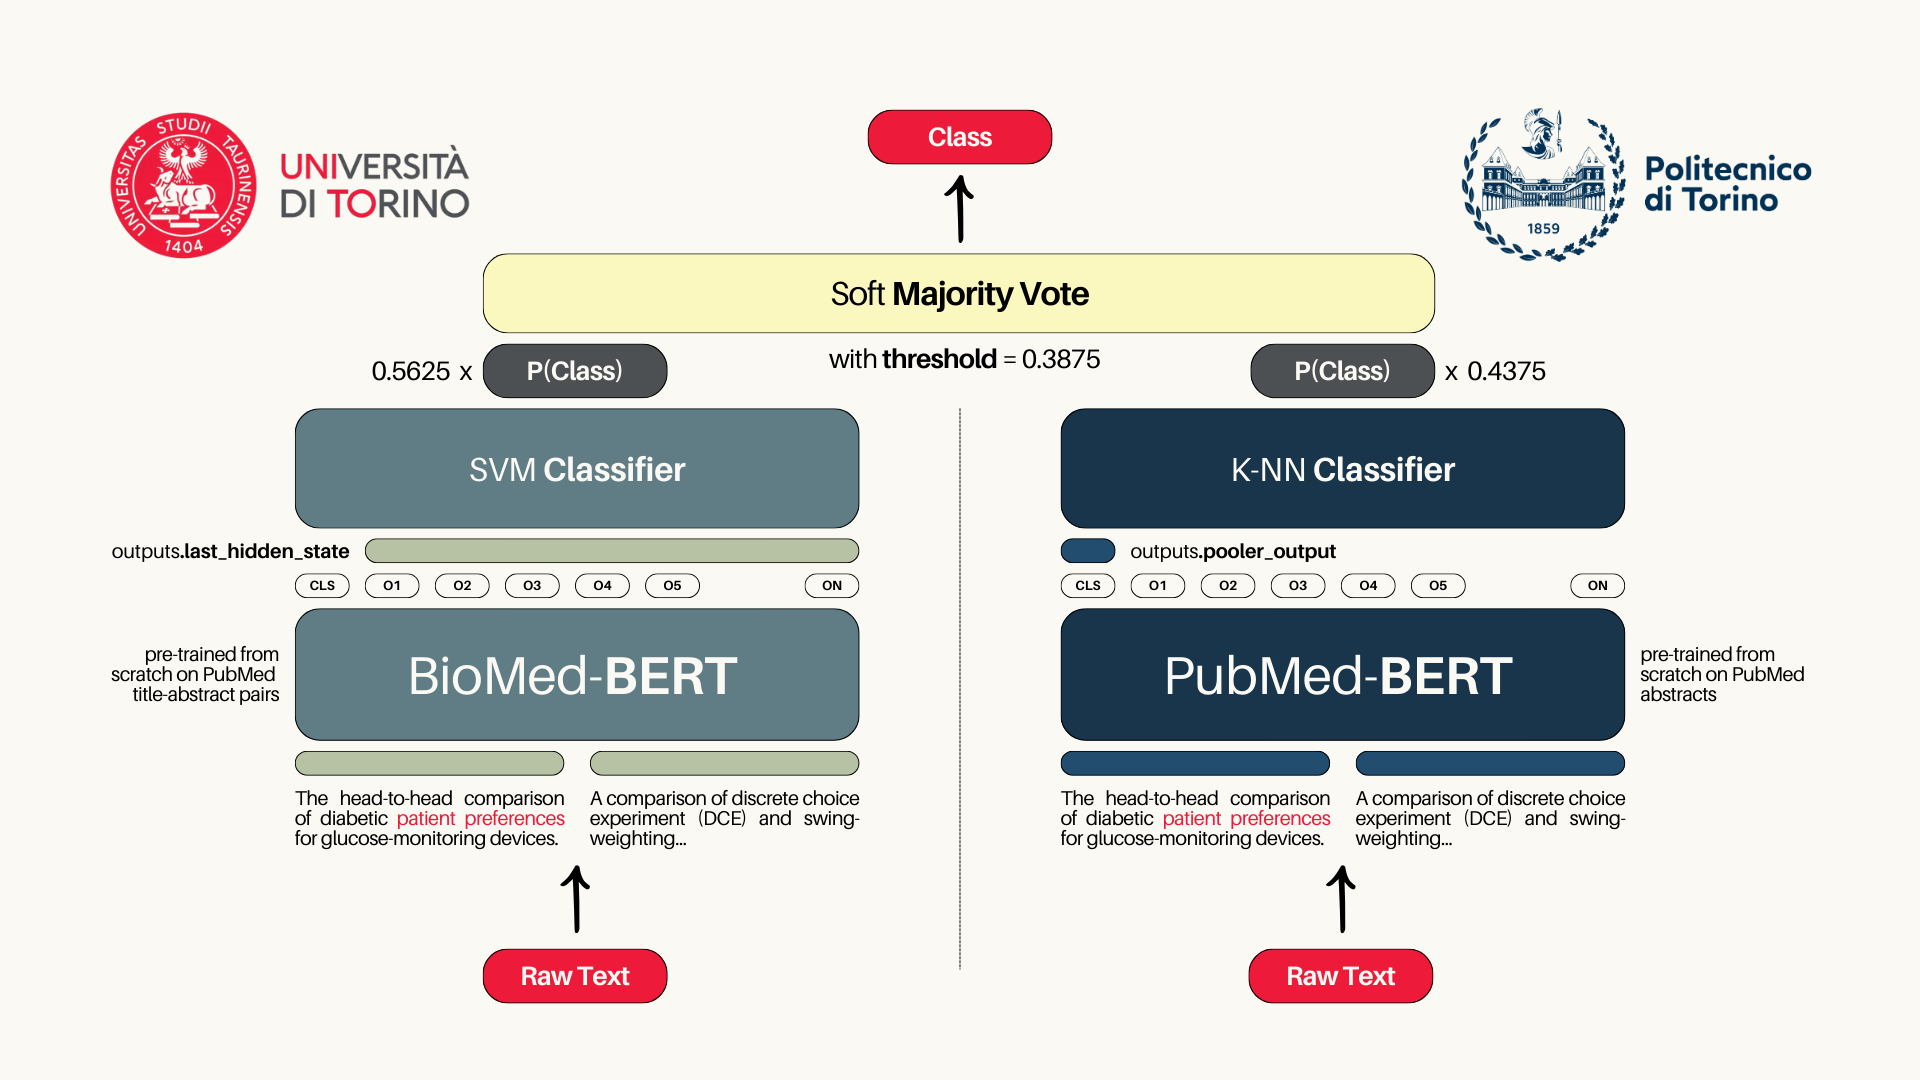 UNIVERSITAS STUDII TAURINENSIS
1404
UNIVERSITÀ
DI TORINO
Class
1859
Politecnico
di Torino
Soft Majority Vote
0.5625 x P(Class)
with threshold = 0.3875
P(Class) x 0.4375
SVM Classifier
outputs.last_hidden_state
CLS O1 O2 O3 O4 O5 ON
BioMed-BERT
pre-trained from
scratch on PubMed
title-abstract pairs
The head-to-head comparison
of diabetic patient preferences
for glucose-monitoring devices.
A comparison of discrete choice
experiment (DCE) and swing-
weighting...
Raw Text
K-NN Classifier
outputs.pooler_output
CLS O1 O2 O3 O4 O5 ON
PubMed-BERT
pre-trained from
scratch on PubMed
abstracts
The head-to-head comparison
of diabetic patient preferences
for glucose-monitoring devices.
A comparison of discrete choice
experiment (DCE) and swing-
weighting...
Raw Text